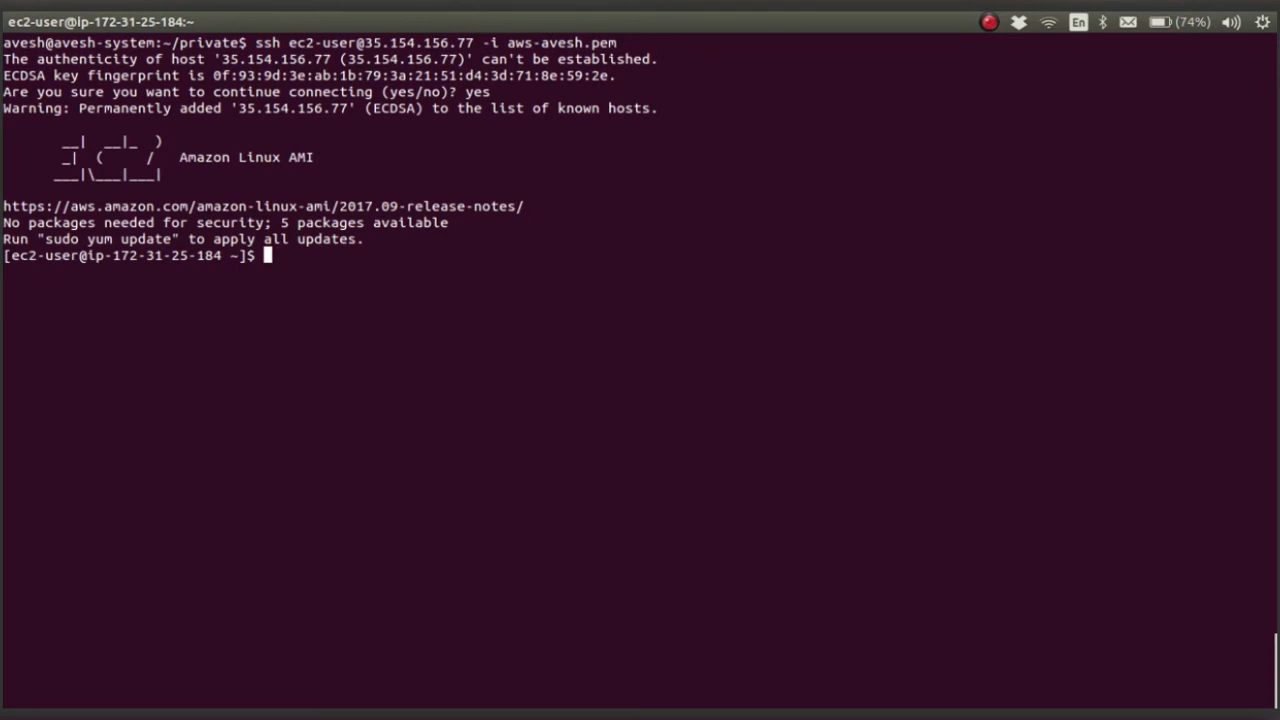 ec2-user@ip-172-31-25-184:~
En
(74%)
avesh@avesh-system:~/private$ ssh ec2-user@35.154.156.77 -i aws-avesh.pem
The authenticity of host '35.154.156.77 (35.154.156.77)' can't be established.
ECDSA key fingerprint is 0f:93:9d:3e:ab:1b:79:3a:21:51:d4:3d:71:8e:59:2e.
Are you sure you want to continue connecting (yes/no)? yes
Warning: Permanently added '35.154.156.77' (ECDSA) to the list of known hosts.
       __|  __|_  )
       _|  (     /   Amazon Linux AMI
      ___|\___|___|
https://aws.amazon.com/amazon-linux-ami/2017.09-release-notes/
No packages needed for security; 5 packages available
Run "sudo yum update" to apply all updates.
[ec2-user@ip-172-31-25-184 ~]$